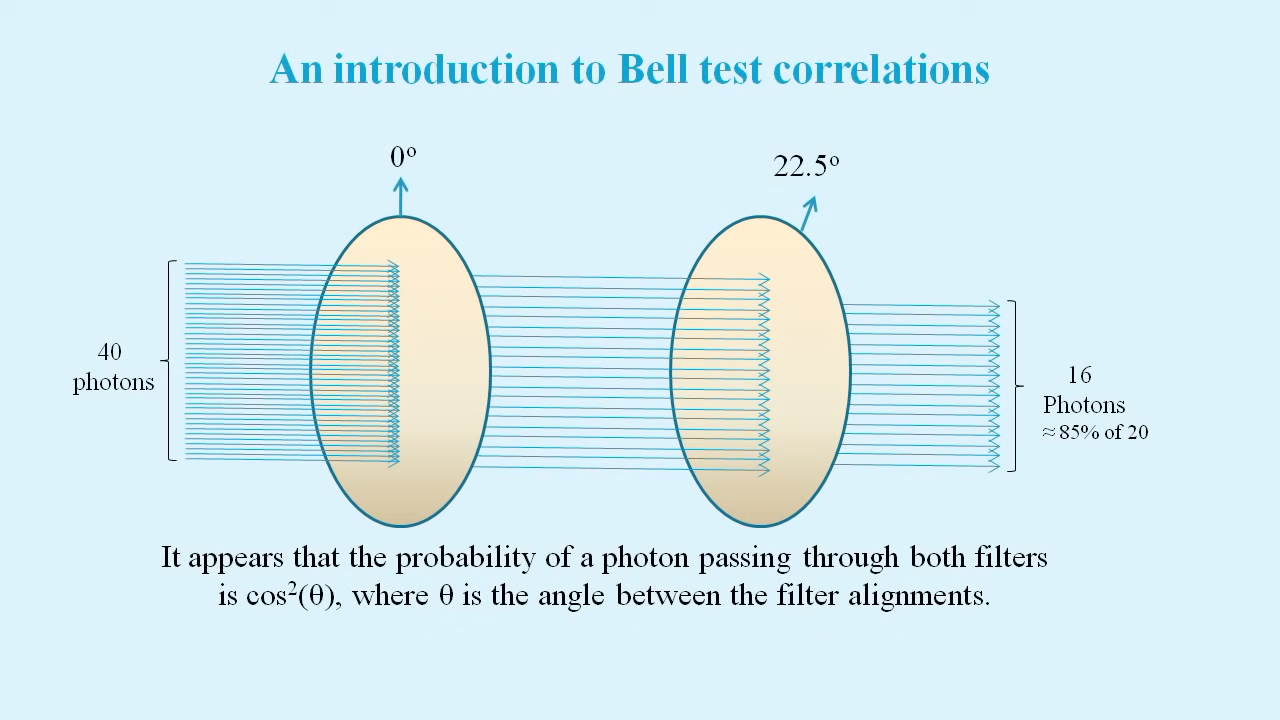 An introduction to Bell test correlations
0º
22.5º
40
photons
16
Photons
≈85% of 20
It appears that the probability of a photon passing through both filters
is cos²(θ), where θ is the angle between the filter alignments.